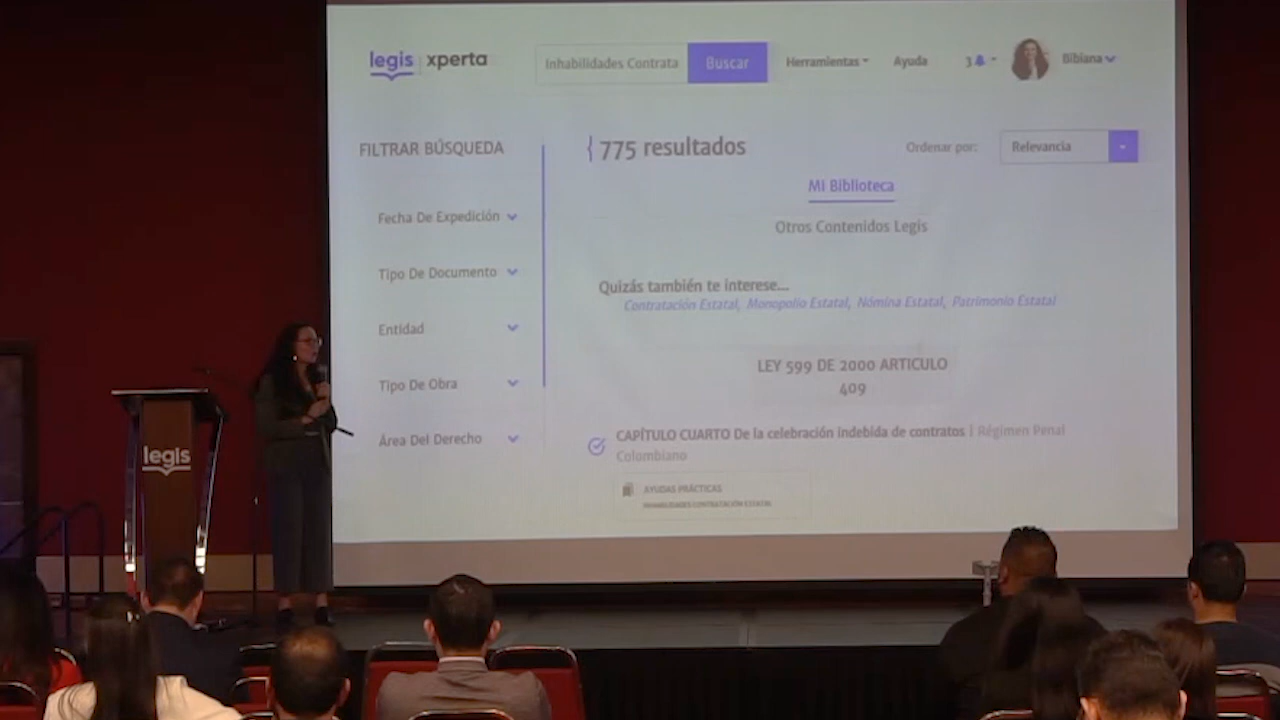 legis xperta
Inhabilidades Contrata
Buscar
Herramientas
Ayuda
3
Bibiana
FILTRAR BÚSQUEDA
Fecha De Expedición
Tipo De Documento
Entidad
Tipo De Obra
Área Del Derecho
775 resultados
Ordenar por:
Relevancia
Mi Biblioteca
Otros Contenidos Legis
Quizás también te interese...
Contratación Estatal, Monopolio Estatal, Nómina Estatal, Patrimonio Estatal
LEY 599 DE 2000 ARTICULO
409
CAPÍTULO CUARTO De la celebración indebida de contratos | Régimen Penal
Colombiano
AYUDAS PRÁCTICAS
INHABILIDADES CONTRATACIÓN ESTATAL
legis